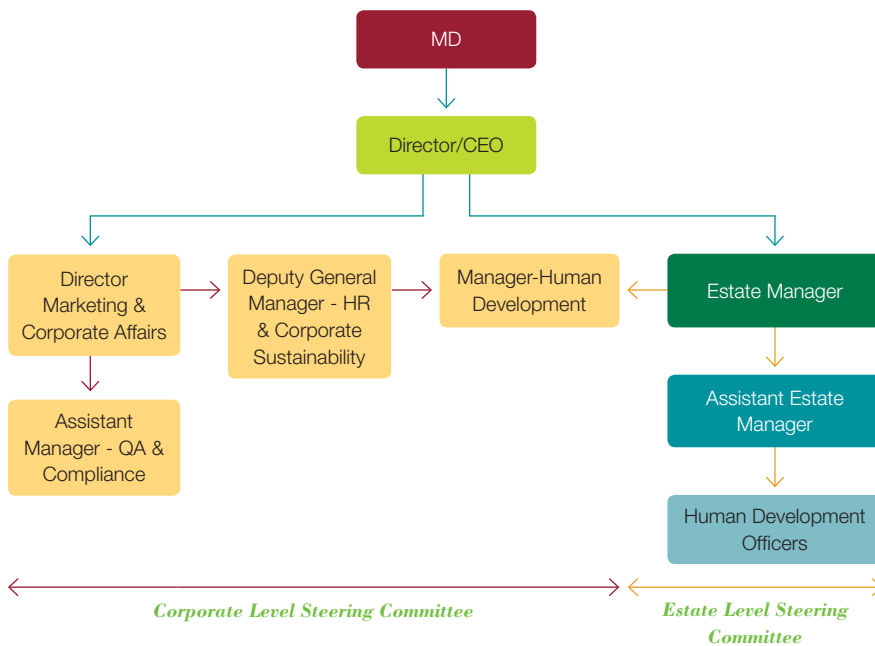 MD
Director/CEO
Director
Marketing &
Corporate Affairs
Deputy General
Manager - HR
& Corporate
Sustainability
Manager-Human
Development
Estate Manager
Assistant
Manager - QA &
Compliance
Assistant Estate
Manager
Human Development
Officers
Corporate Level Steering Committee
Estate Level Steering
Committee